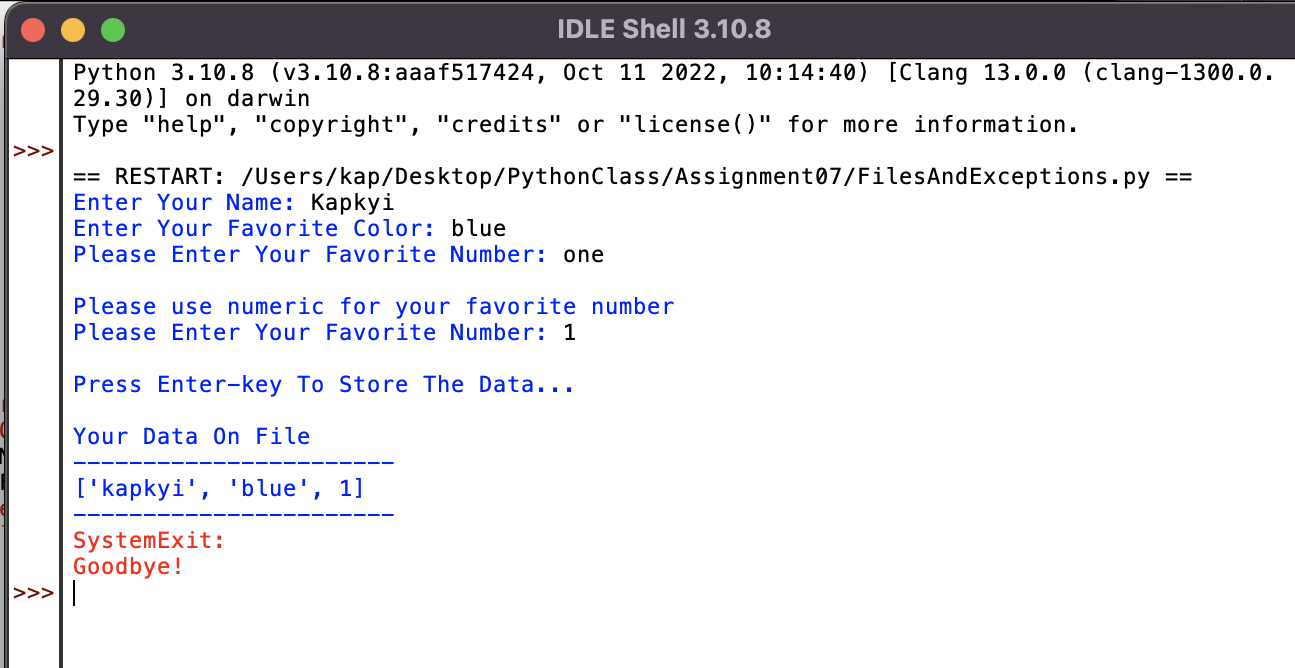 IDLE Shell 3.10.8
Python 3.10.8 (v3.10.8:aaaf517424, Oct 11 2022, 10:14:40) [Clang 13.0.0 (clang-1300.0.
29.30)] on darwin
Type "help", "copyright", "credits" or "license()" for more information.
>>>
== RESTART: /Users/kap/Desktop/PythonClass/Assignment07/FilesAndExceptions.py ==
Enter Your Name: Kapkyi
Enter Your Favorite Color: blue
Please Enter Your Favorite Number: one
Please use numeric for your favorite number
Please Enter Your Favorite Number: 1
Press Enter-key To Store The Data...
Your Data On File
-----------------------
['kapkyi', 'blue', 1]
-----------------------
SystemExit:
Goodbye!
>>>